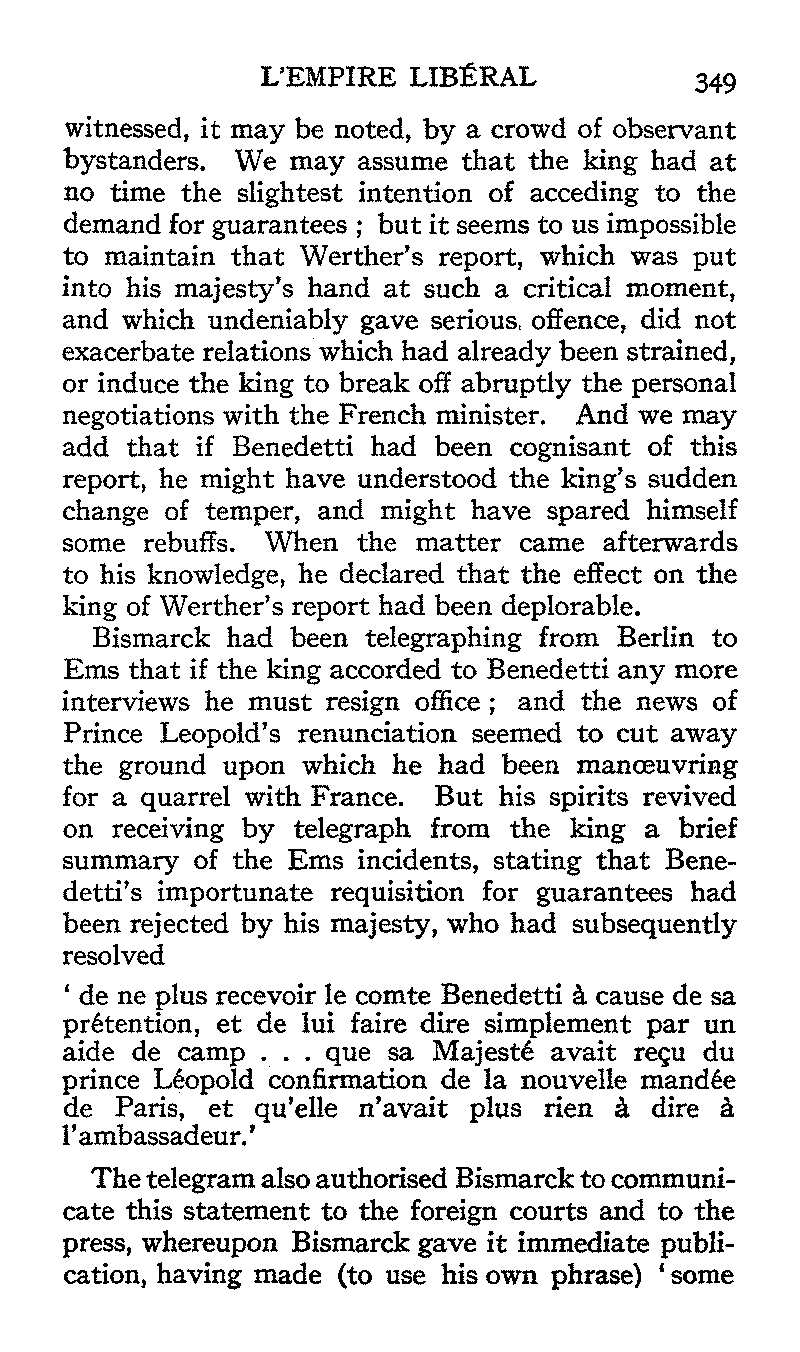 L'EMPIRE LIBÉRAL 349
witnessed, it may be noted, by a crowd of observant
bystanders. We may assume that the king had at
no time the slightest intention of acceding to the
demand for guarantees ; but it seems to us impossible
to maintain that Werther's report, which was put
into his majesty's hand at such a critical moment,
and which undeniably gave serious offence, did not
exacerbate relations which had already been strained,
or induce the king to break off abruptly the personal
negotiations with the French minister. And we may
add that if Benedetti had been cognisant of this
report, he might have understood the king's sudden
change of temper, and might have spared himself
some rebuffs. When the matter came afterwards
to his knowledge, he declared that the effect on the
king of Werther's report had been deplorable.
Bismarck had been telegraphing from Berlin to
Ems that if the king accorded to Benedetti any more
interviews he must resign office ; and the news of
Prince Leopold's renunciation seemed to cut away
the ground upon which he had been manœuvring
for a quarrel with France. But his spirits revived
on receiving by telegraph from the king a brief
summary of the Ems incidents, stating that Bene-
detti's importunate requisition for guarantees had
been rejected by his majesty, who had subsequently
resolved
' de ne plus recevoir le comte Benedetti à cause de sa
prétention, et de lui faire dire simplement par un
aide de camp . . . que sa Majesté avait reçu du
prince Léopold confirmation de la nouvelle mandée
de Paris, et qu'elle n'avait plus rien à dire à
l'ambassadeur.'
The telegram also authorised Bismarck to communi-
cate this statement to the foreign courts and to the
press, whereupon Bismarck gave it immediate publi-
cation, having made (to use his own phrase) ' some